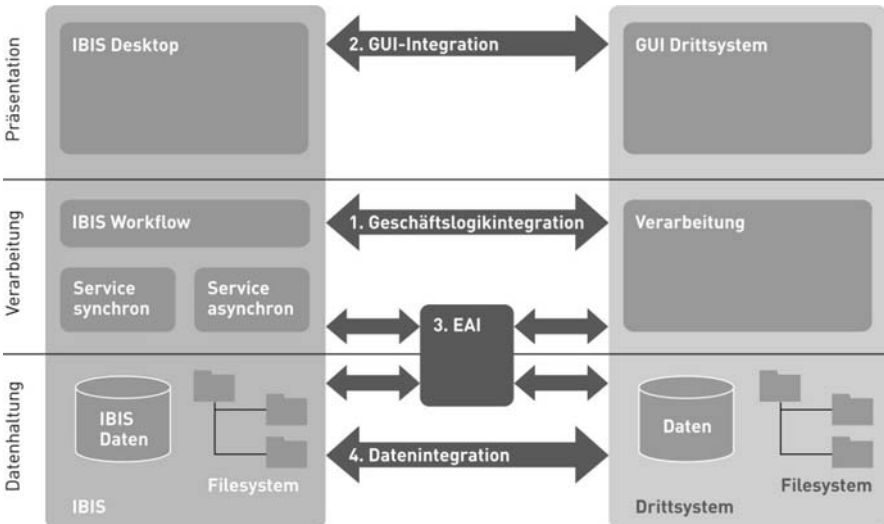 Präsentation
IBIS Desktop
2. GUI-Integration
GUI Drittsystem
Verarbeitung
IBIS Workflow
1. Geschäftslogikintegration
Verarbeitung
Service
synchron
Service
asynchron
3. EAI
Datenhaltung
IBIS
Daten
Filesystem
IBIS
4. Datenintegration
Daten
Filesystem
Drittsystem